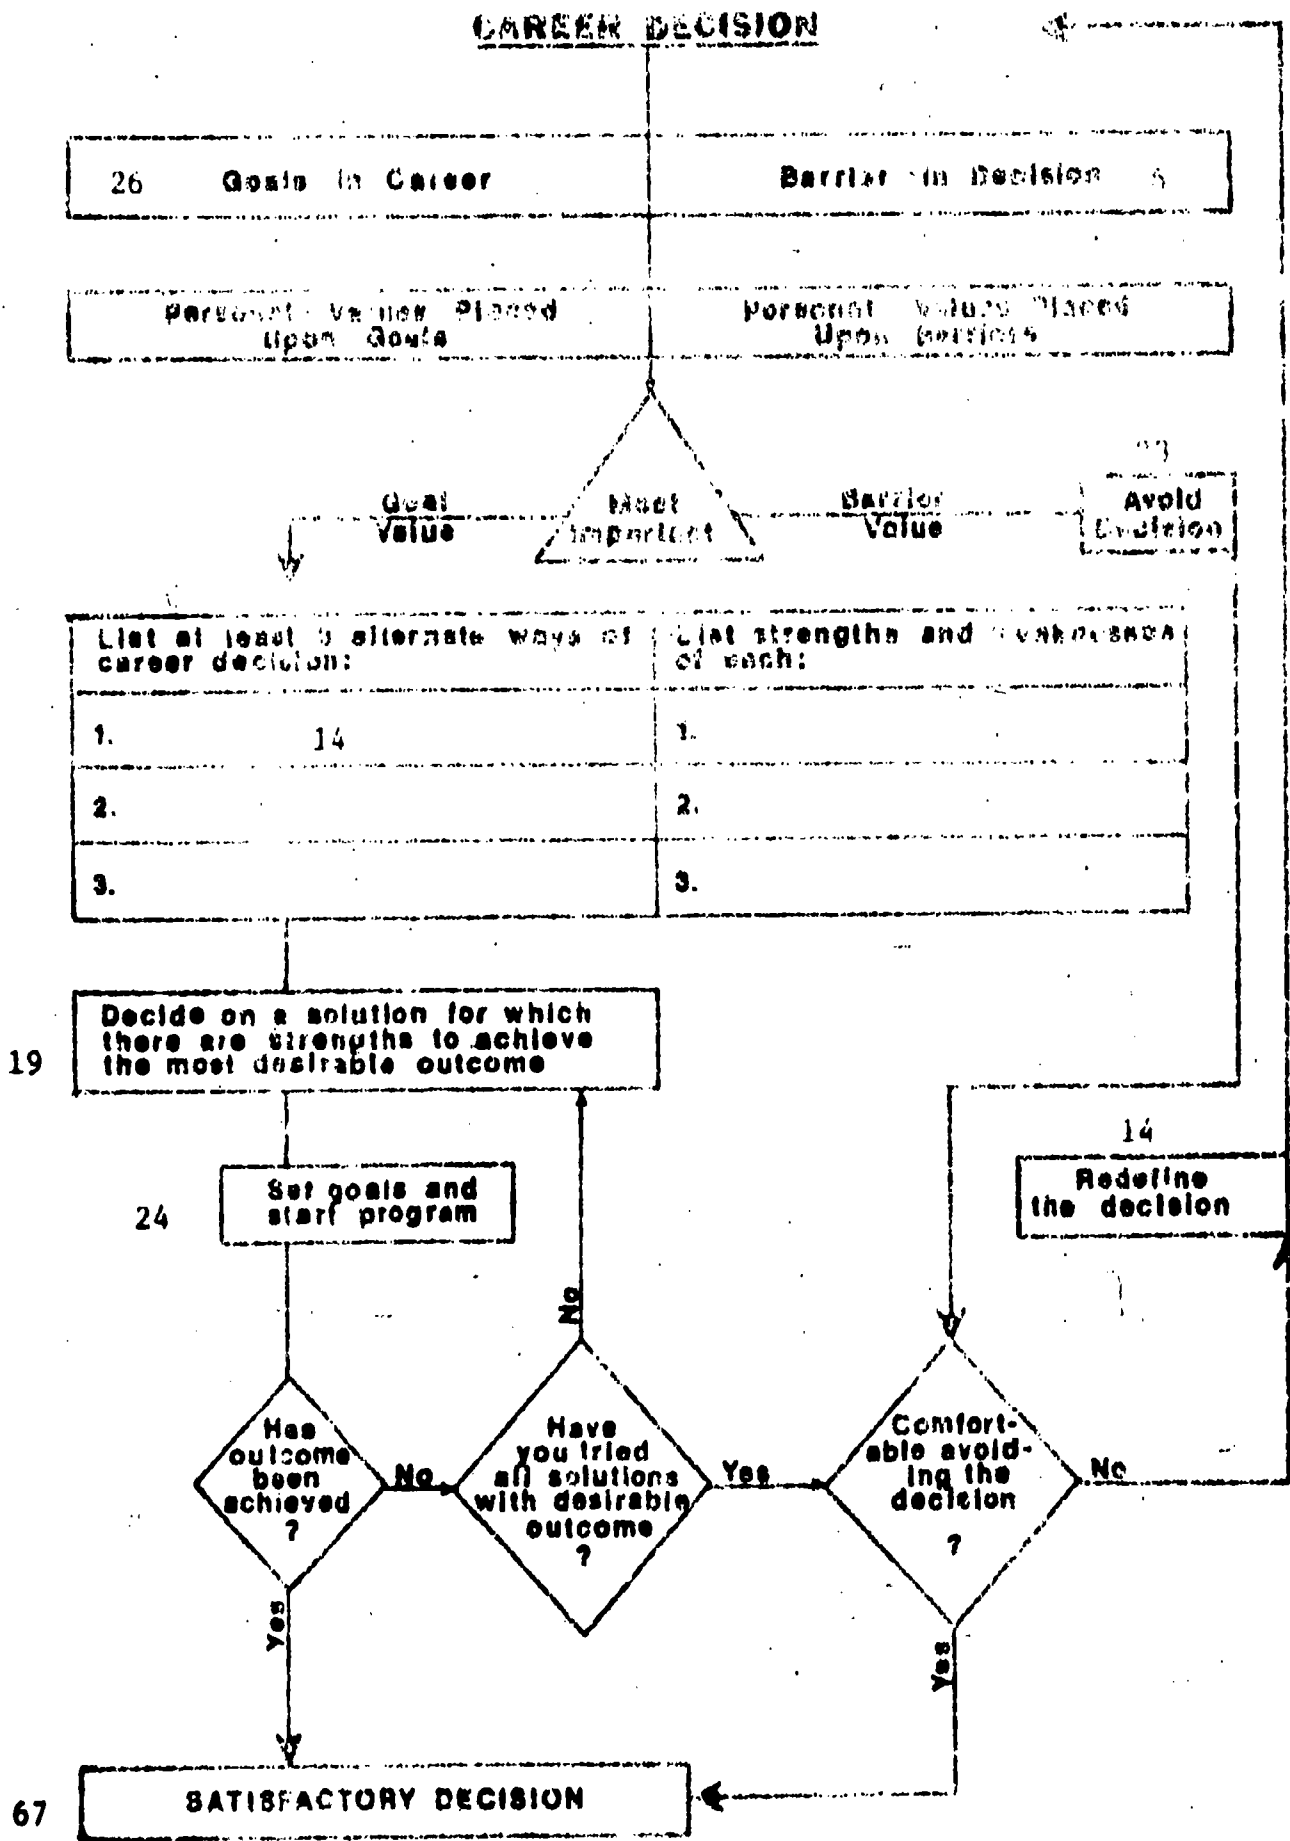 CAREER DECISION
26 Goals in Career
Barrier in Decision
Personal Values Placed
Upon Goals
Personal Values Placed
Upon Barriers
Goal
Value
Most
Important
Barrier
Value
Avoid
Decision
List at least 3 alternate ways of
career decision:
List strengths and weaknesses
of each:
1. 14
1.
2.
2.
3.
3.
19
Decide on a solution for which
there are strengths to achieve
the most desirable outcome
24
Set goals and
start program
14
Redefine
the decision
No
Has
outcome
been
achieved
?
No
Have
you tried
all solutions
with desirable
outcome
?
Yes
Comfort-
able avoid-
ing the
decision
?
No
Yes
Yes
67
SATISFACTORY DECISION